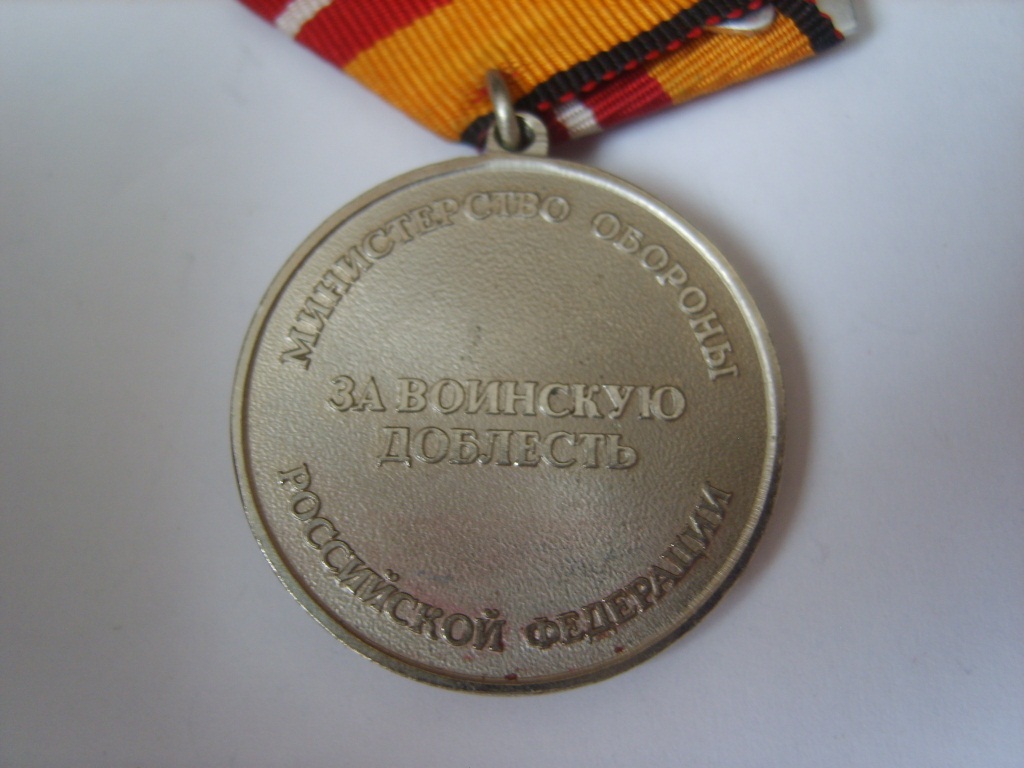 МИНИСТЕРСТВО ОБОРОНЫ
ЗА ВОИНСКУЮ
ДОБЛЕСТЬ
РОССИЙСКОЙ ФЕДЕРАЦИИ